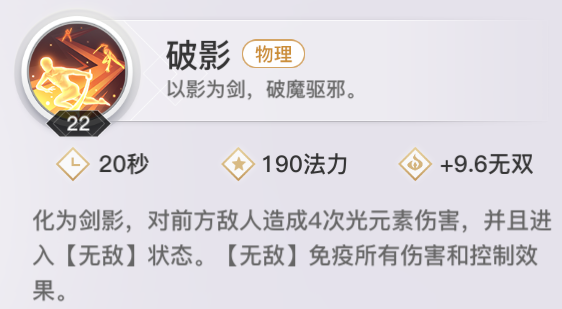 破影 物理
以影为剑，破魔驱邪。
22
20秒 190法力 +9.6无双
化为剑影，对前方敌人造成4次光元素伤害，并且进
入【无敌】状态。【无敌】免疫所有伤害和控制效
果。